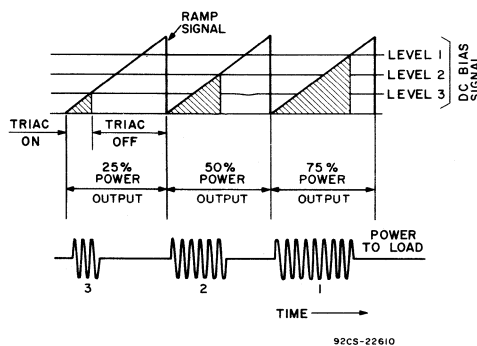 RAMP
SIGNAL
LEVEL 1
LEVEL 2
LEVEL 3
DC BIAS
SIGNAL
TRIAC
ON
TRIAC
OFF
25%
POWER
OUTPUT
50%
POWER
OUTPUT
75%
POWER
OUTPUT
POWER
TO LOAD
3
2
1
TIME
92CS-22610